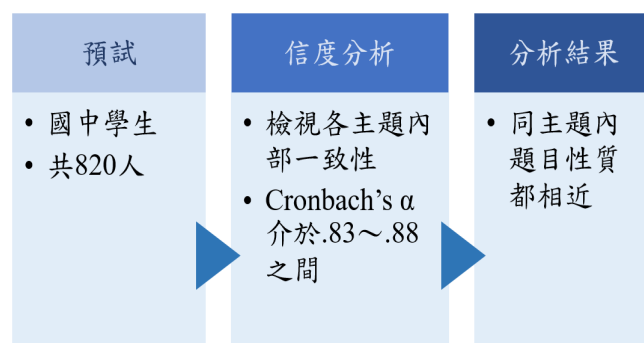 預試
• 國中學生
• 共820人
信度分析
• 檢視各主題內
部一致性
• Cronbach's α
介於.83～.88
之間
分析結果
• 同主題內
題目性質
都相近